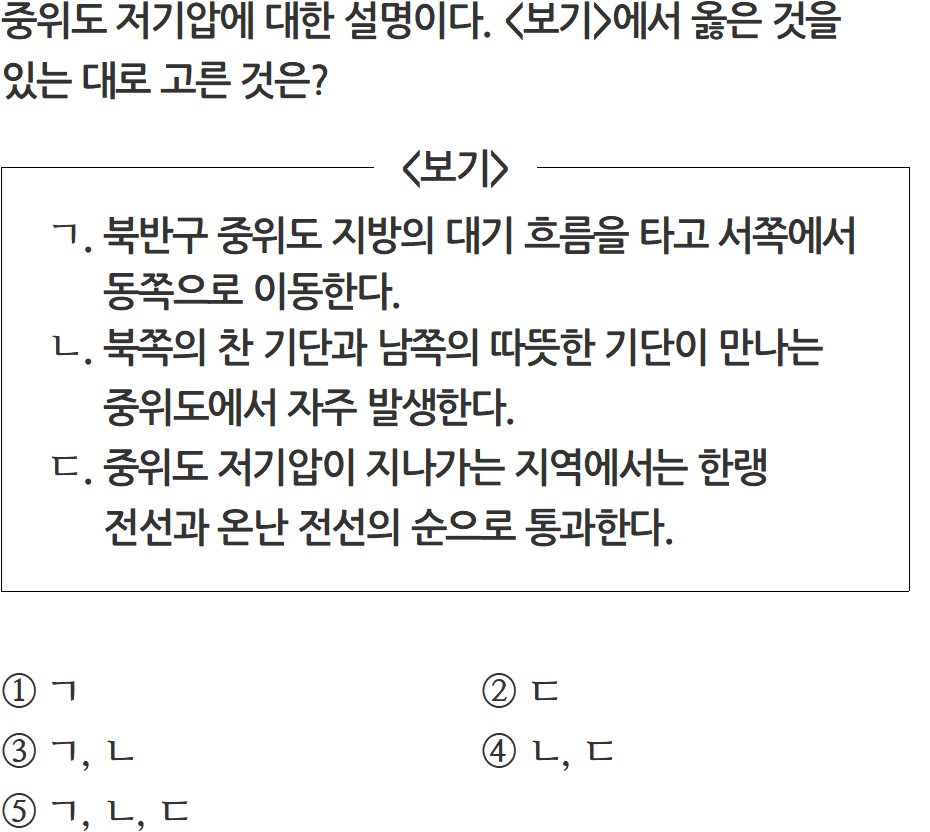 중위도 저기압에 대한 설명이다. <보기>에서 옳은 것을
있는 대로 고른 것은?
<보기>
ㄱ. 북반구 중위도 지방의 대기 흐름을 타고 서쪽에서
동쪽으로 이동한다.
ㄴ. 북쪽의 찬 기단과 남쪽의 따뜻한 기단이 만나는
중위도에서 자주 발생한다.
ㄷ. 중위도 저기압이 지나가는 지역에서는 한랭
전선과 온난 전선의 순으로 통과한다.
① ㄱ ② ㄷ
③ ㄱ, ㄴ ④ ㄴ, ㄷ
⑤ ㄱ, ㄴ, ㄷ